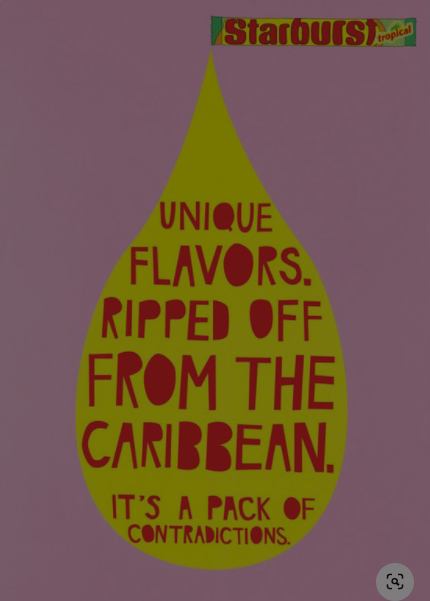 Starburst
tropical
UNIQUE
FLAVORS.
RIPPED OFF
FROM THE
CARIBBEAN.
IT'S A PACK OF
CONTRADICTIONS.